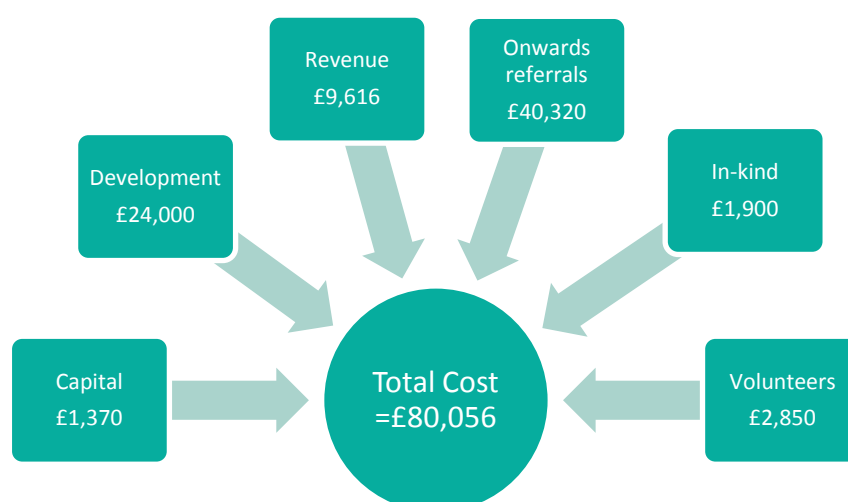 Capital
£1,370
Development
£24,000
Revenue
£9,616
Onwards
referrals
£40,320
In-kind
£1,900
Volunteers
£2,850
Total Cost
=£80,056